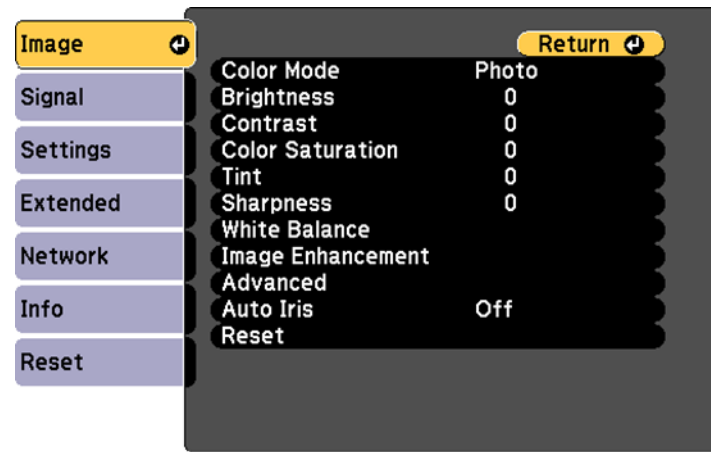 Image
Signal
Settings
Extended
Network
Info
Reset
Return
Color Mode Photo
Brightness 0
Contrast 0
Color Saturation 0
Tint 0
Sharpness 0
White Balance
Image Enhancement
Advanced
Auto Iris Off
Reset